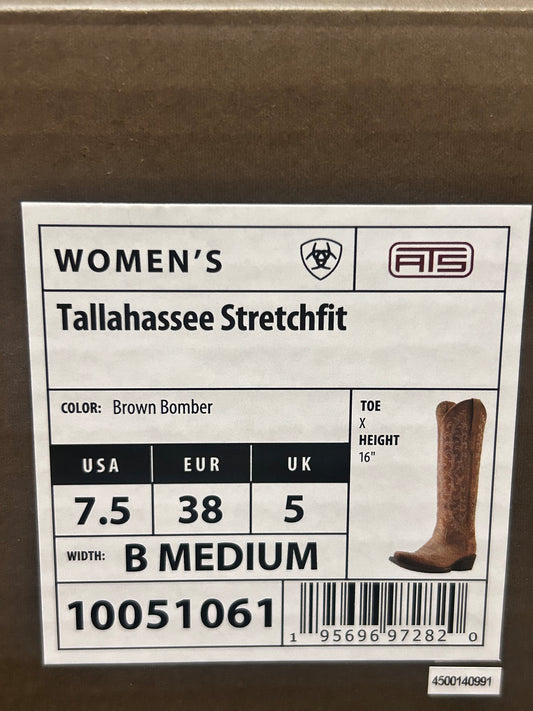 WOMEN'S
ATS
Tallahassee Stretchfit
COLOR: Brown Bomber
TOE
X
HEIGHT
16"
USA EUR UK
7.5 38 5
WIDTH: B MEDIUM
10051061
1 95696 97282 0
4500140991